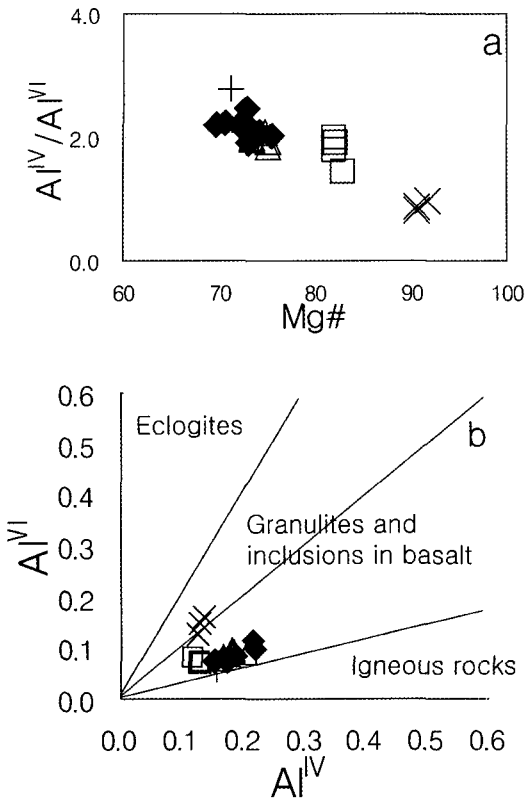 4.0
a
2.0
0.0
Al^IV/Al^VI
60 70 80 90 100
Mg#
0.6
Eclogites
b
0.5
0.4
Granulites and
inclusions in basalt
0.3
0.2
0.1
Igneous rocks
0.0
Al^VI
0.0 0.1 0.2 0.3 0.4 0.5 0.6
Al^IV